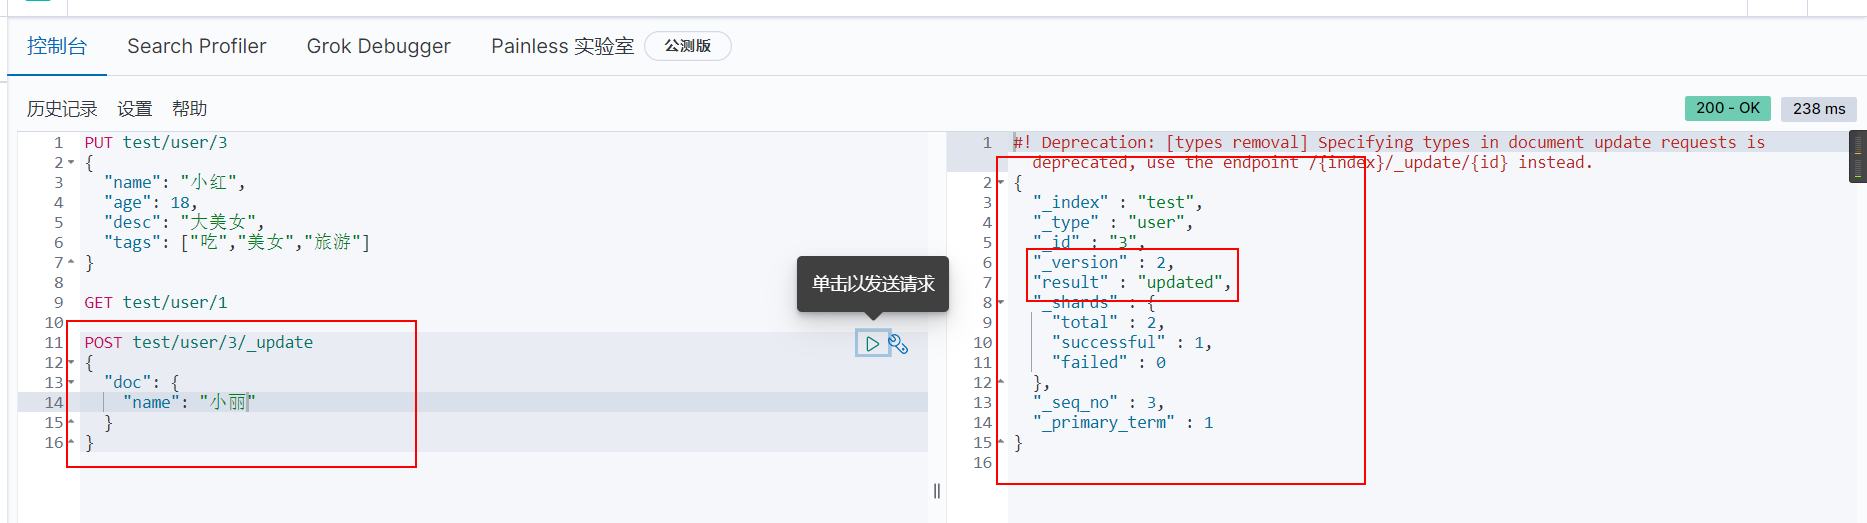 控制台 Search Profiler Grok Debugger Painless 实验室 公测版
历史记录 设置 帮助
200 - OK 238 ms
1 PUT test/user/3
2 {
3 "name": "小红",
4 "age": 18,
5 "desc": "大美女",
6 "tags": ["吃","美女","旅游"]
7 }
8
9 GET test/user/1
10
11 POST test/user/3/_update
12 {
13 "doc": {
14 "name": "小丽"
15 }
16 }
单击以发送请求
1 #! Deprecation: [types removal] Specifying types in document update requests is
deprecated, use the endpoint /{index}/_update/{id} instead.
2 {
3 "_index" : "test",
4 "_type" : "user",
5 "_id" : "3",
6 "_version" : 2,
7 "result" : "updated",
8 "_shards" : {
9 "total" : 2,
10 "successful" : 1,
11 "failed" : 0
12 },
13 "_seq_no" : 3,
14 "_primary_term" : 1
15 }
16